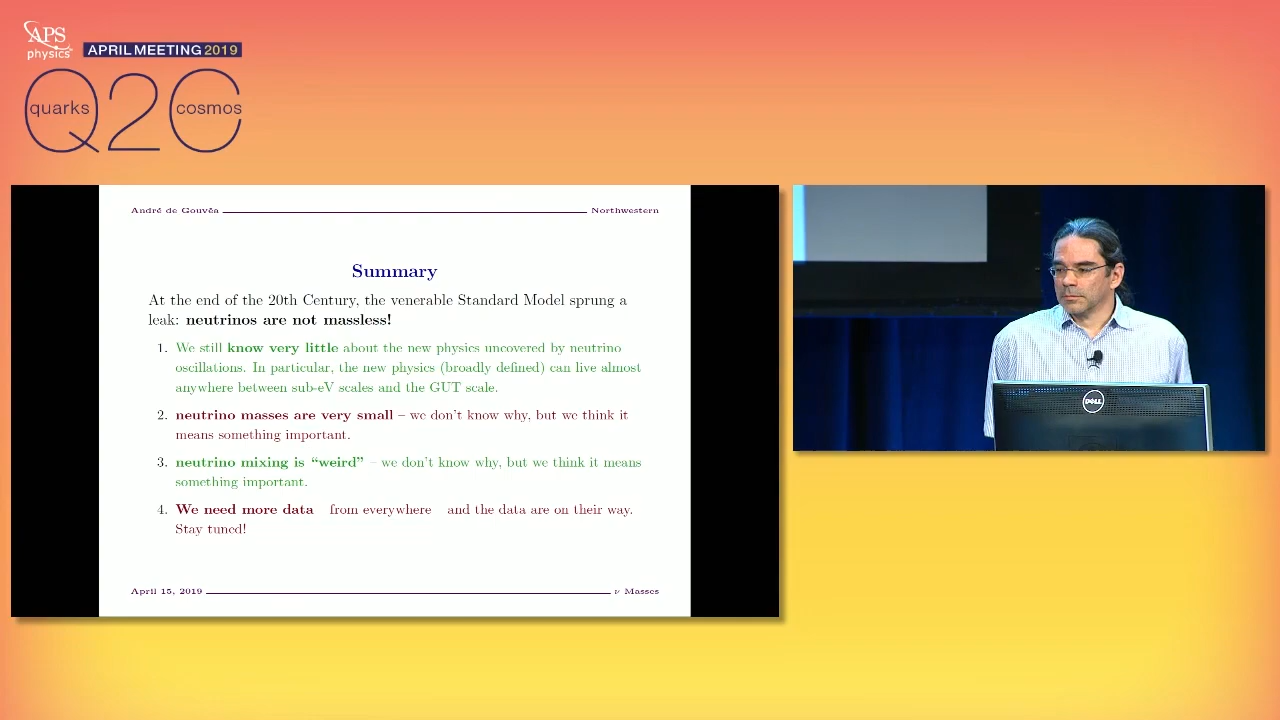 APS
physics
APRIL MEETING 2019
Q2C
quarks
cosmos
André de Gouvêa
Northwestern
Summary
At the end of the 20th Century, the venerable Standard Model sprung a
leak: neutrinos are not massless!
1. We still know very little about the new physics uncovered by neutrino
oscillations. In particular, the new physics (broadly defined) can live almost
anywhere between sub-eV scales and the GUT scale.
2. neutrino masses are very small – we don't know why, but we think it
means something important.
3. neutrino mixing is “weird” – we don't know why, but we think it means
something important.
4. We need more data from everywhere and the data are on their way.
Stay tuned!
April 15, 2019
ν Masses
DELL